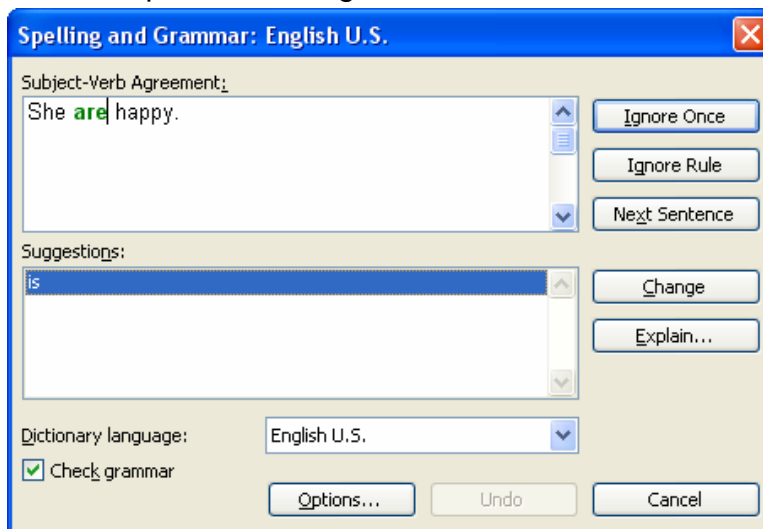 Spelling and Grammar: English U.S.
Subject-Verb Agreement:
She are happy.
Ignore Once
Ignore Rule
Next Sentence
Suggestions:
is
Change
Explain...
Dictionary language:
English U.S.
Check grammar
Options...
Undo
Cancel